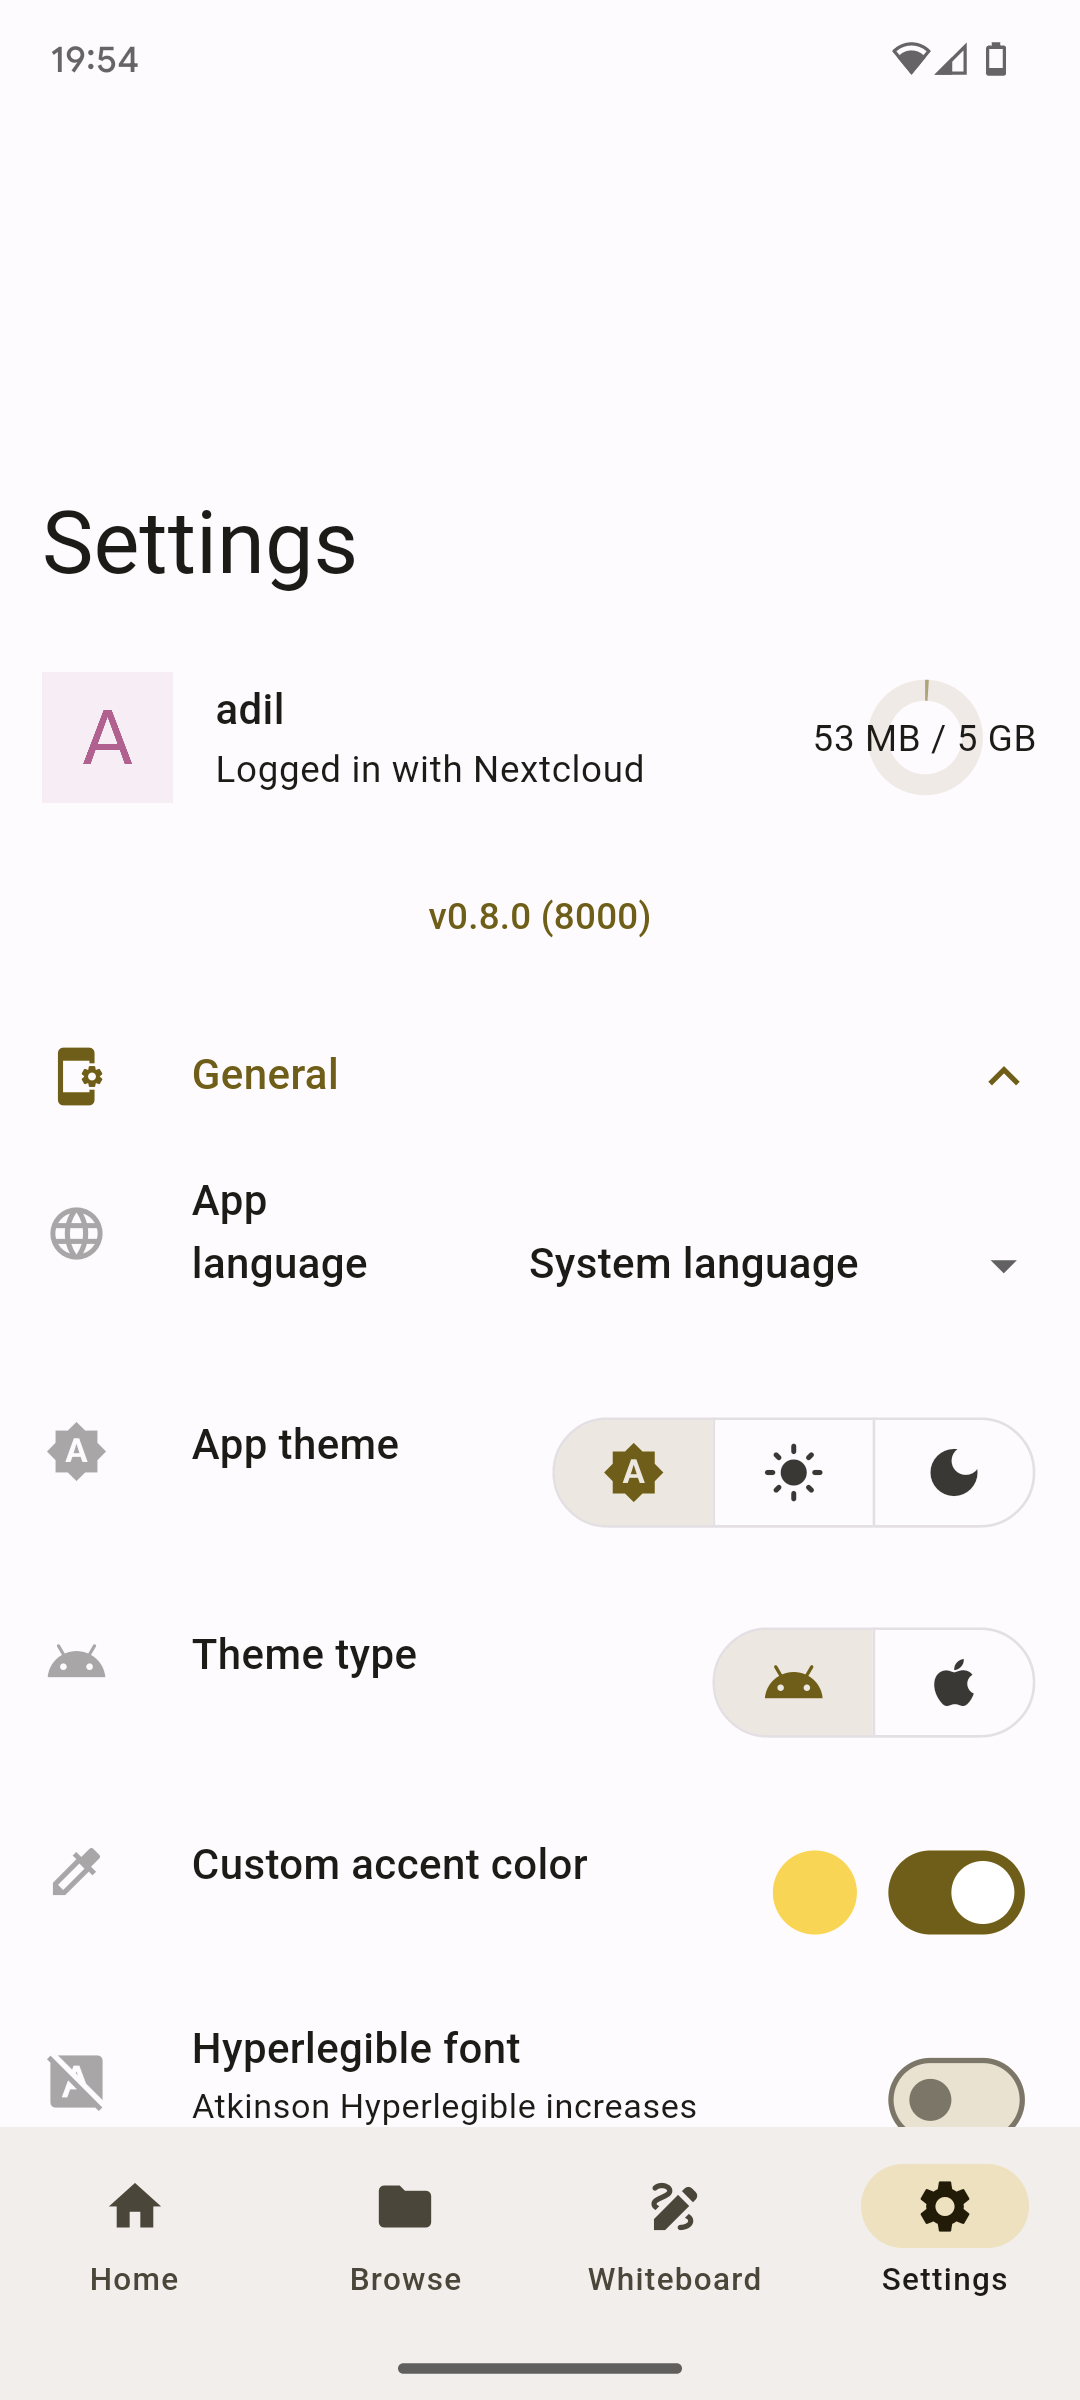 19:54
Settings
A
adil
Logged in with Nextcloud
53 MB / 5 GB
v0.8.0 (8000)
General
App
language
System language
A
App theme
A
Theme type
Custom accent color
A
Hyperlegible font
Atkinson Hyperlegible increases
Home
Browse
Whiteboard
Settings